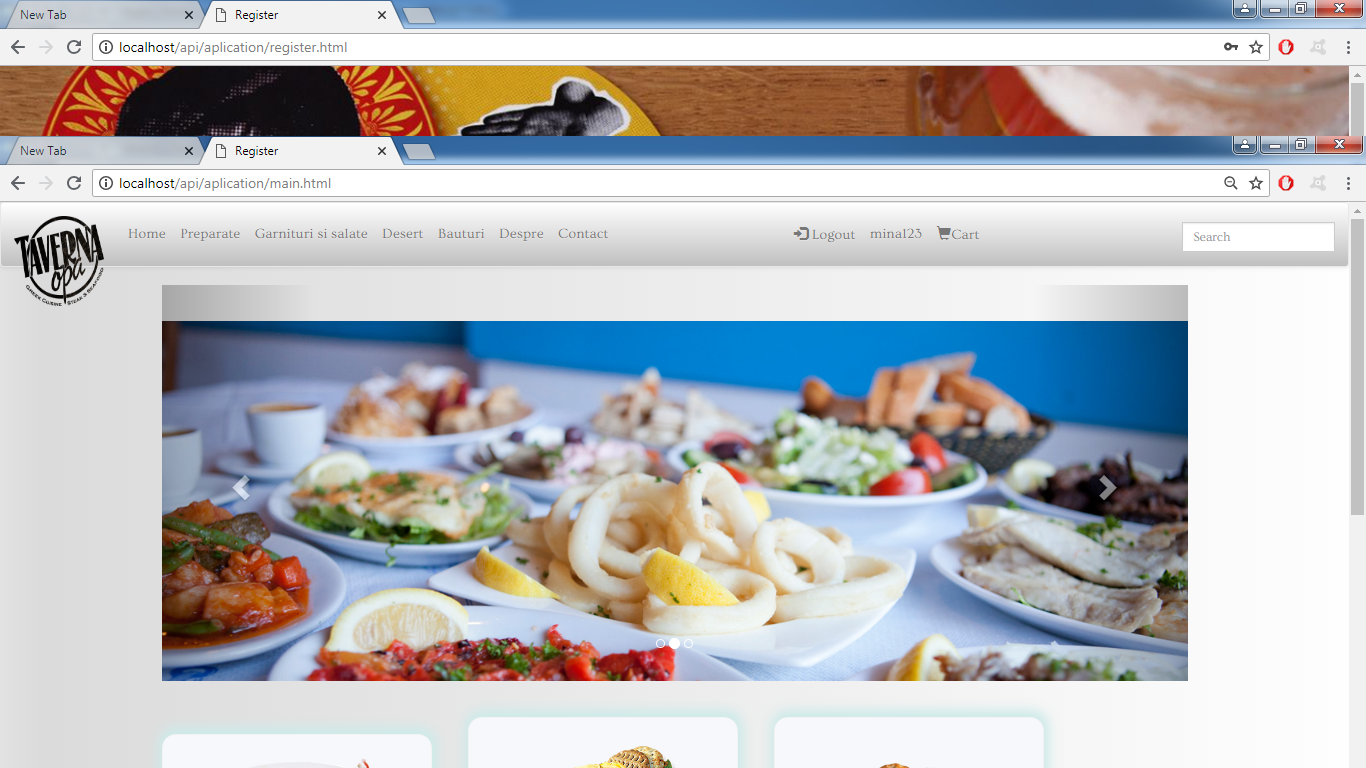 New Tab
Register
localhost/api/aplication/register.html
New Tab
Register
localhost/api/aplication/main.html
TAVERNA
opa
GREEK CUISINE STEAK & SEAFOOD
Home Preparate Garnituri si salate Desert Bauturi Despre Contact
Logout mina123 Cart
Search